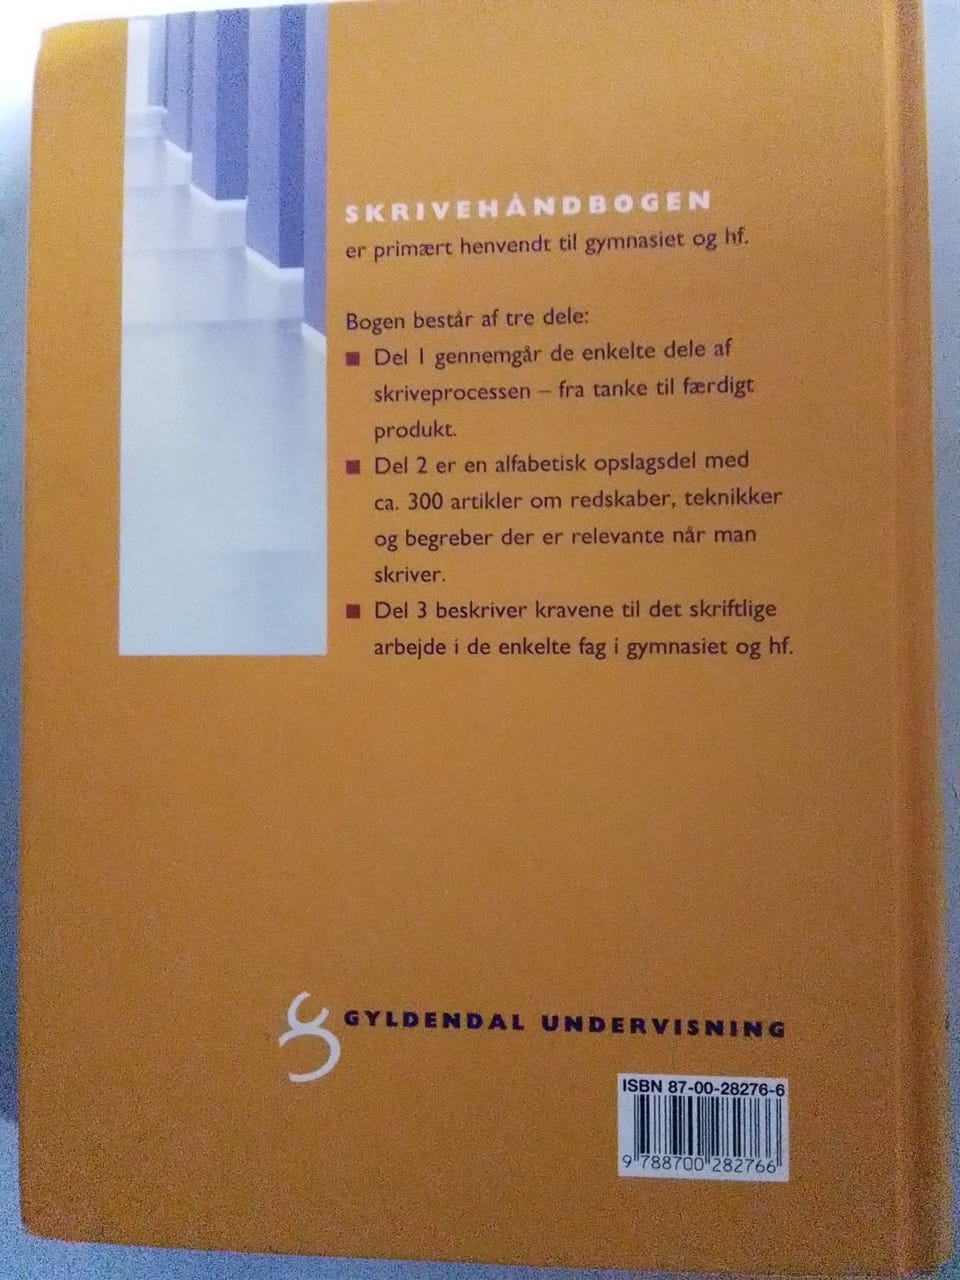 SKRIVEHÅNDBOGEN
er primært henvendt til gymnasiet og hf.
Bogen består af tre dele:
■ Del 1 gennemgår de enkelte dele af
skriveprocessen – fra tanke til færdigt
produkt.
■ Del 2 er en alfabetisk opslagsdel med
ca. 300 artikler om redskaber, teknikker
og begreber der er relevante når man
skriver.
■ Del 3 beskriver kravene til det skriftlige
arbejde i de enkelte fag i gymnasiet og hf.
GYLDENDAL UNDERVISNING
ISBN 87-00-28276-6
9 788700 282766